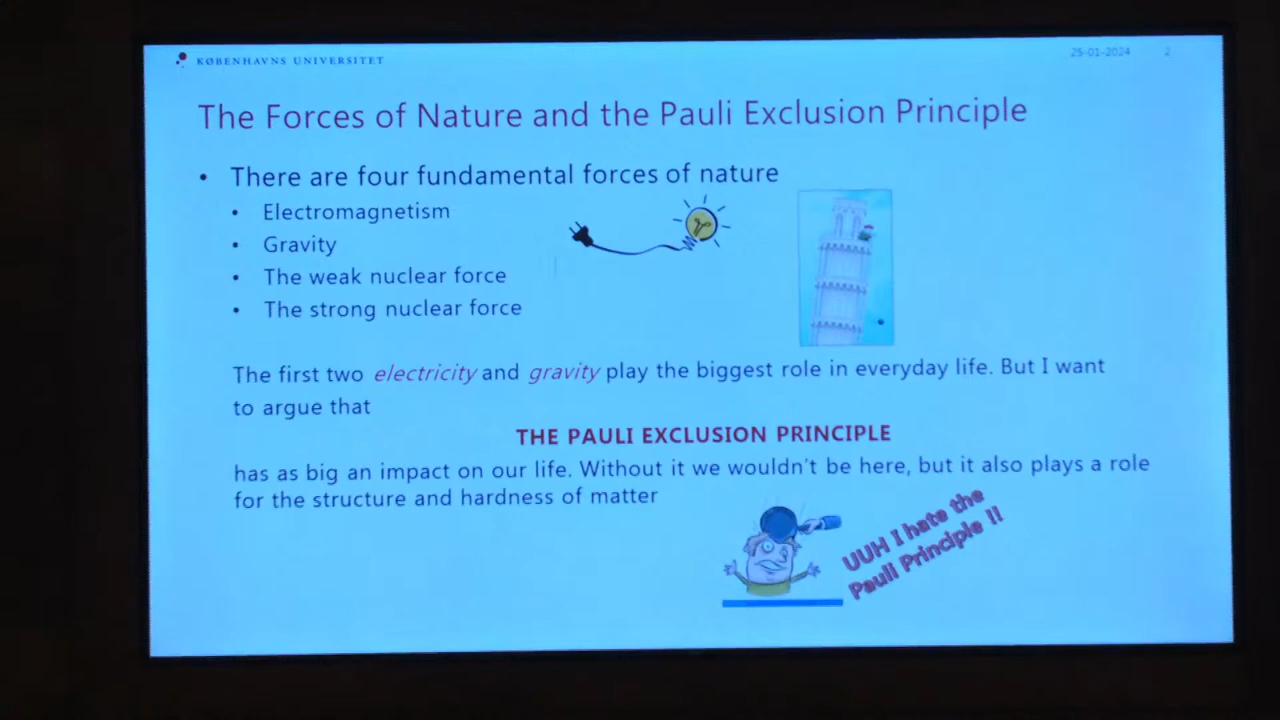 KØBENHAVNS UNIVERSITET
25-01-2024 2
The Forces of Nature and the Pauli Exclusion Principle
• There are four fundamental forces of nature
• Electromagnetism
• Gravity
• The weak nuclear force
• The strong nuclear force
The first two electricity and gravity play the biggest role in everyday life. But I want
to argue that
THE PAULI EXCLUSION PRINCIPLE
has as big an impact on our life. Without it we wouldn't be here, but it also plays a role
for the structure and hardness of matter
UUH I hate the
Pauli Principle !!